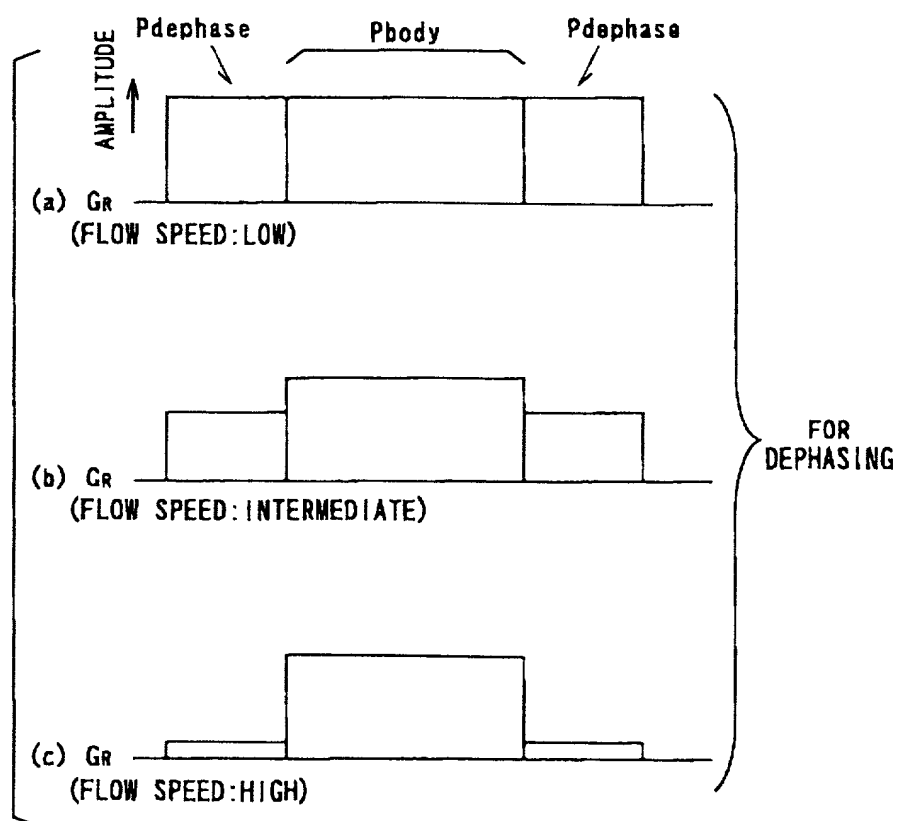 Pdephase Pbody Pdephase
AMPLITUDE
(a) GR
(FLOW SPEED:LOW)
(b) GR
(FLOW SPEED:INTERMEDIATE)
FOR
DEPHASING
(c) GR
(FLOW SPEED:HIGH)